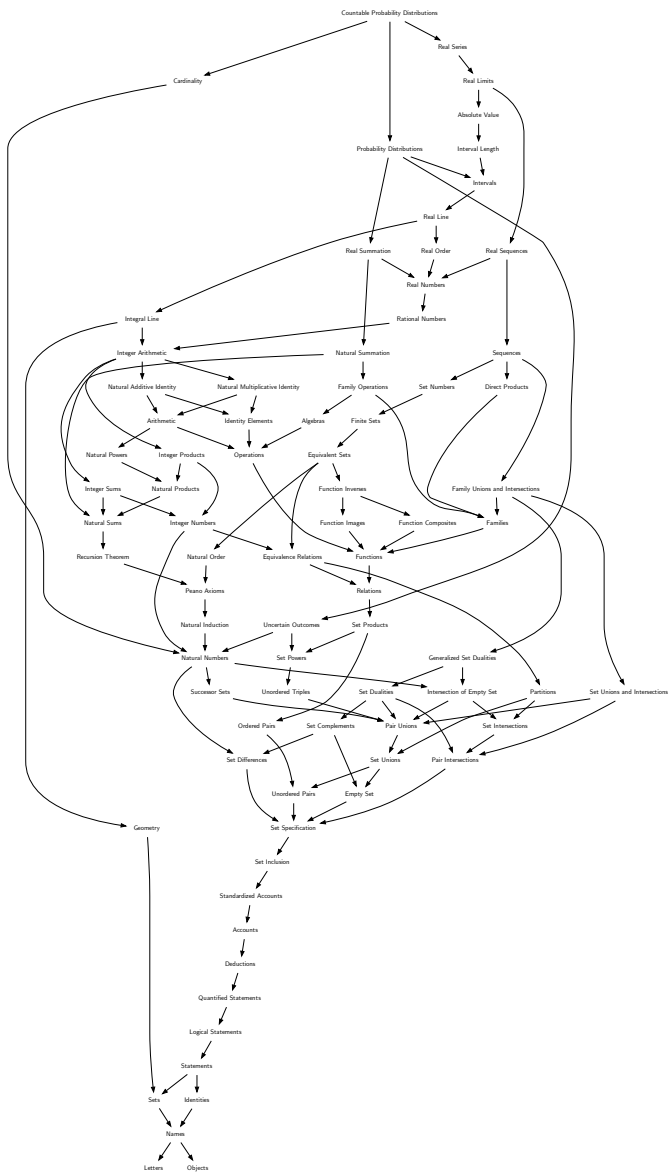 Countable Probability Distributions
Real Series
Cardinality
Real Limits
Absolute Value
Probability Distributions
Interval Length
Intervals
Real Line
Real Summation
Real Order
Real Sequences
Real Numbers
Integral Line
Rational Numbers
Integer Arithmetic
Natural Summation
Sequences
Natural Additive Identity
Natural Multiplicative Identity
Family Operations
Set Numbers
Direct Products
Arithmetic
Identity Elements
Algebras
Finite Sets
Natural Powers
Integer Products
Operations
Equivalent Sets
Integer Sums
Natural Products
Function Inverses
Family Unions and Intersections
Natural Sums
Integer Numbers
Function Images
Function Composites
Families
Recursion Theorem
Natural Order
Equivalence Relations
Functions
Peano Axioms
Relations
Natural Induction
Uncertain Outcomes
Set Products
Natural Numbers
Set Powers
Generalized Set Dualities
Successor Sets
Unordered Triples
Set Dualities
Intersection of Empty Set
Partitions
Set Unions and Intersections
Ordered Pairs
Set Complements
Pair Unions
Set Intersections
Set Differences
Set Unions
Pair Intersections
Unordered Pairs
Empty Set
Geometry
Set Specification
Set Inclusion
Standardized Accounts
Accounts
Deductions
Quantified Statements
Logical Statements
Statements
Sets
Identities
Names
Letters
Objects